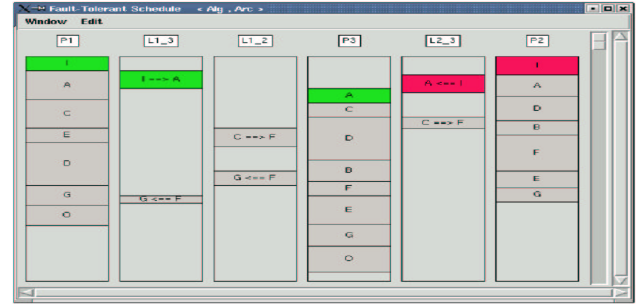 Fault-Tolerant Schedule < Alg , Arc >
Window Edit
P1 L1_3 L1_2 P3 L2_3 P2
I
A
C
E
D
G
O
I ==> A
G <== F
C ==> F
G <== F
A
C
D
B
F
E
G
O
A <== I
C ==> F
I
A
D
B
F
E
G